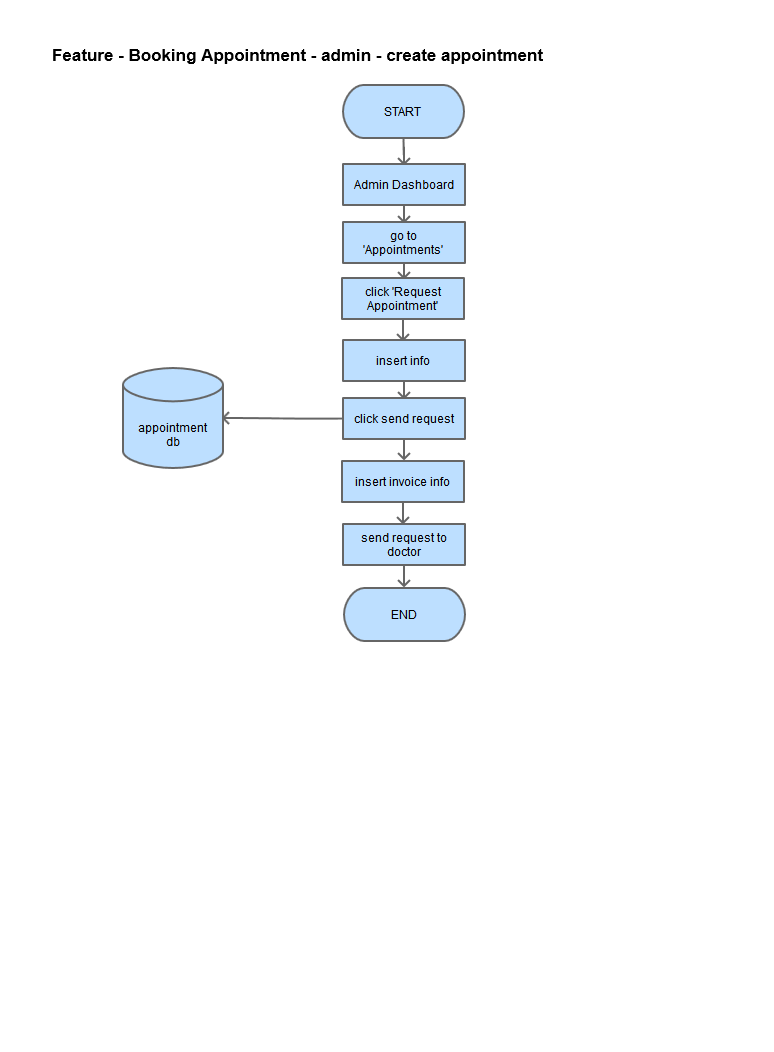 Feature - Booking Appointment - admin - create appointment
START
Admin Dashboard
go to
'Appointments'
click 'Request
Appointment'
insert info
click send request
appointment
db
insert invoice info
send request to
doctor
END